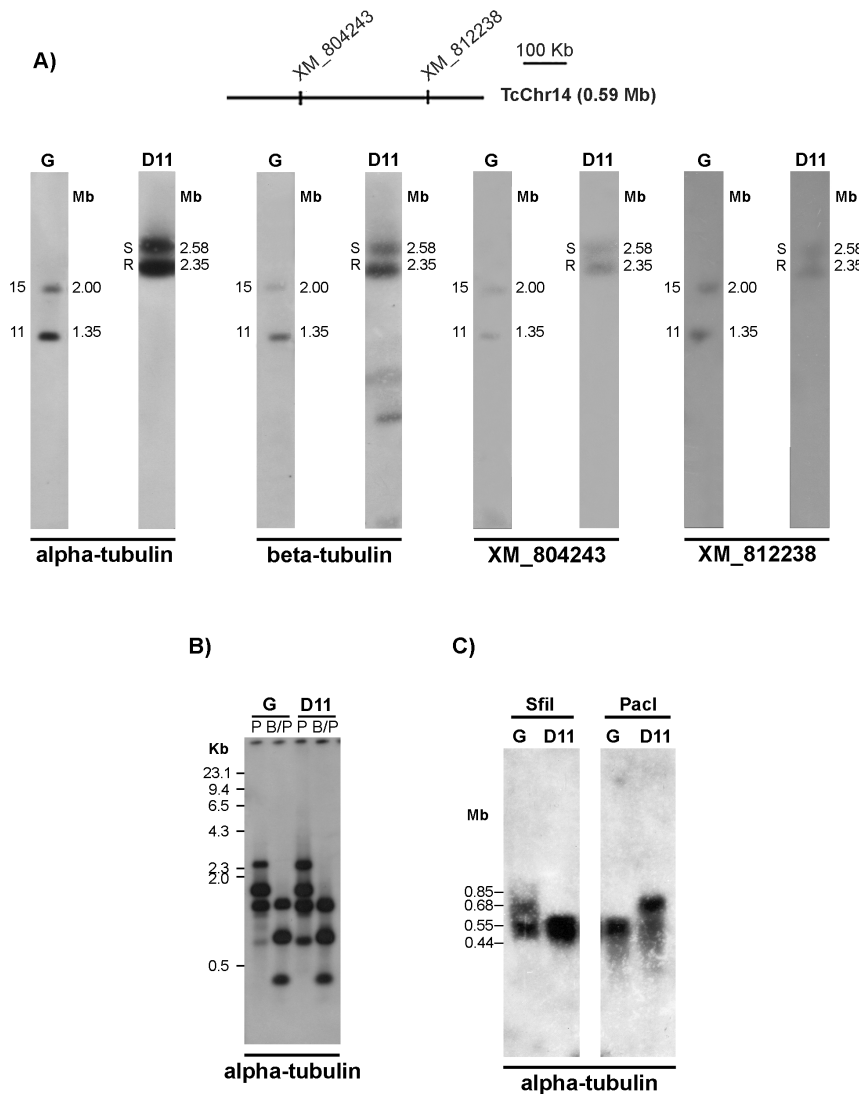 A)
XM_804243
XM_812238
100 Kb
TcChr14 (0.59 Mb)
G D11 G D11 G D11 G D11
Mb Mb Mb Mb Mb Mb Mb Mb
S 2.58 S 2.58 S 2.58 S 2.58
R 2.35 R 2.35 R 2.35 R 2.35
15 2.00 15 2.00 15 2.00 15 2.00
11 1.35 11 1.35 11 1.35 11 1.35
alpha-tubulin beta-tubulin XM_804243 XM_812238
B)
G D11
P B/P P B/P
Kb
23.1
9.4
6.5
4.3
2.3
2.0
0.5
alpha-tubulin
C)
SfiI PacI
G D11 G D11
Mb
0.85
0.68
0.55
0.44
alpha-tubulin